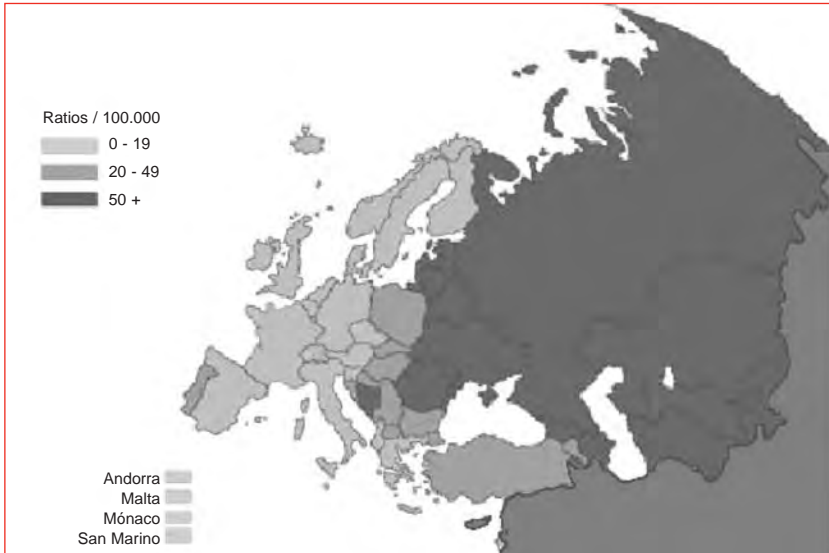 Ratios / 100.000
0 - 19
20 - 49
50 +
Andorra
Malta
Mónaco
San Marino